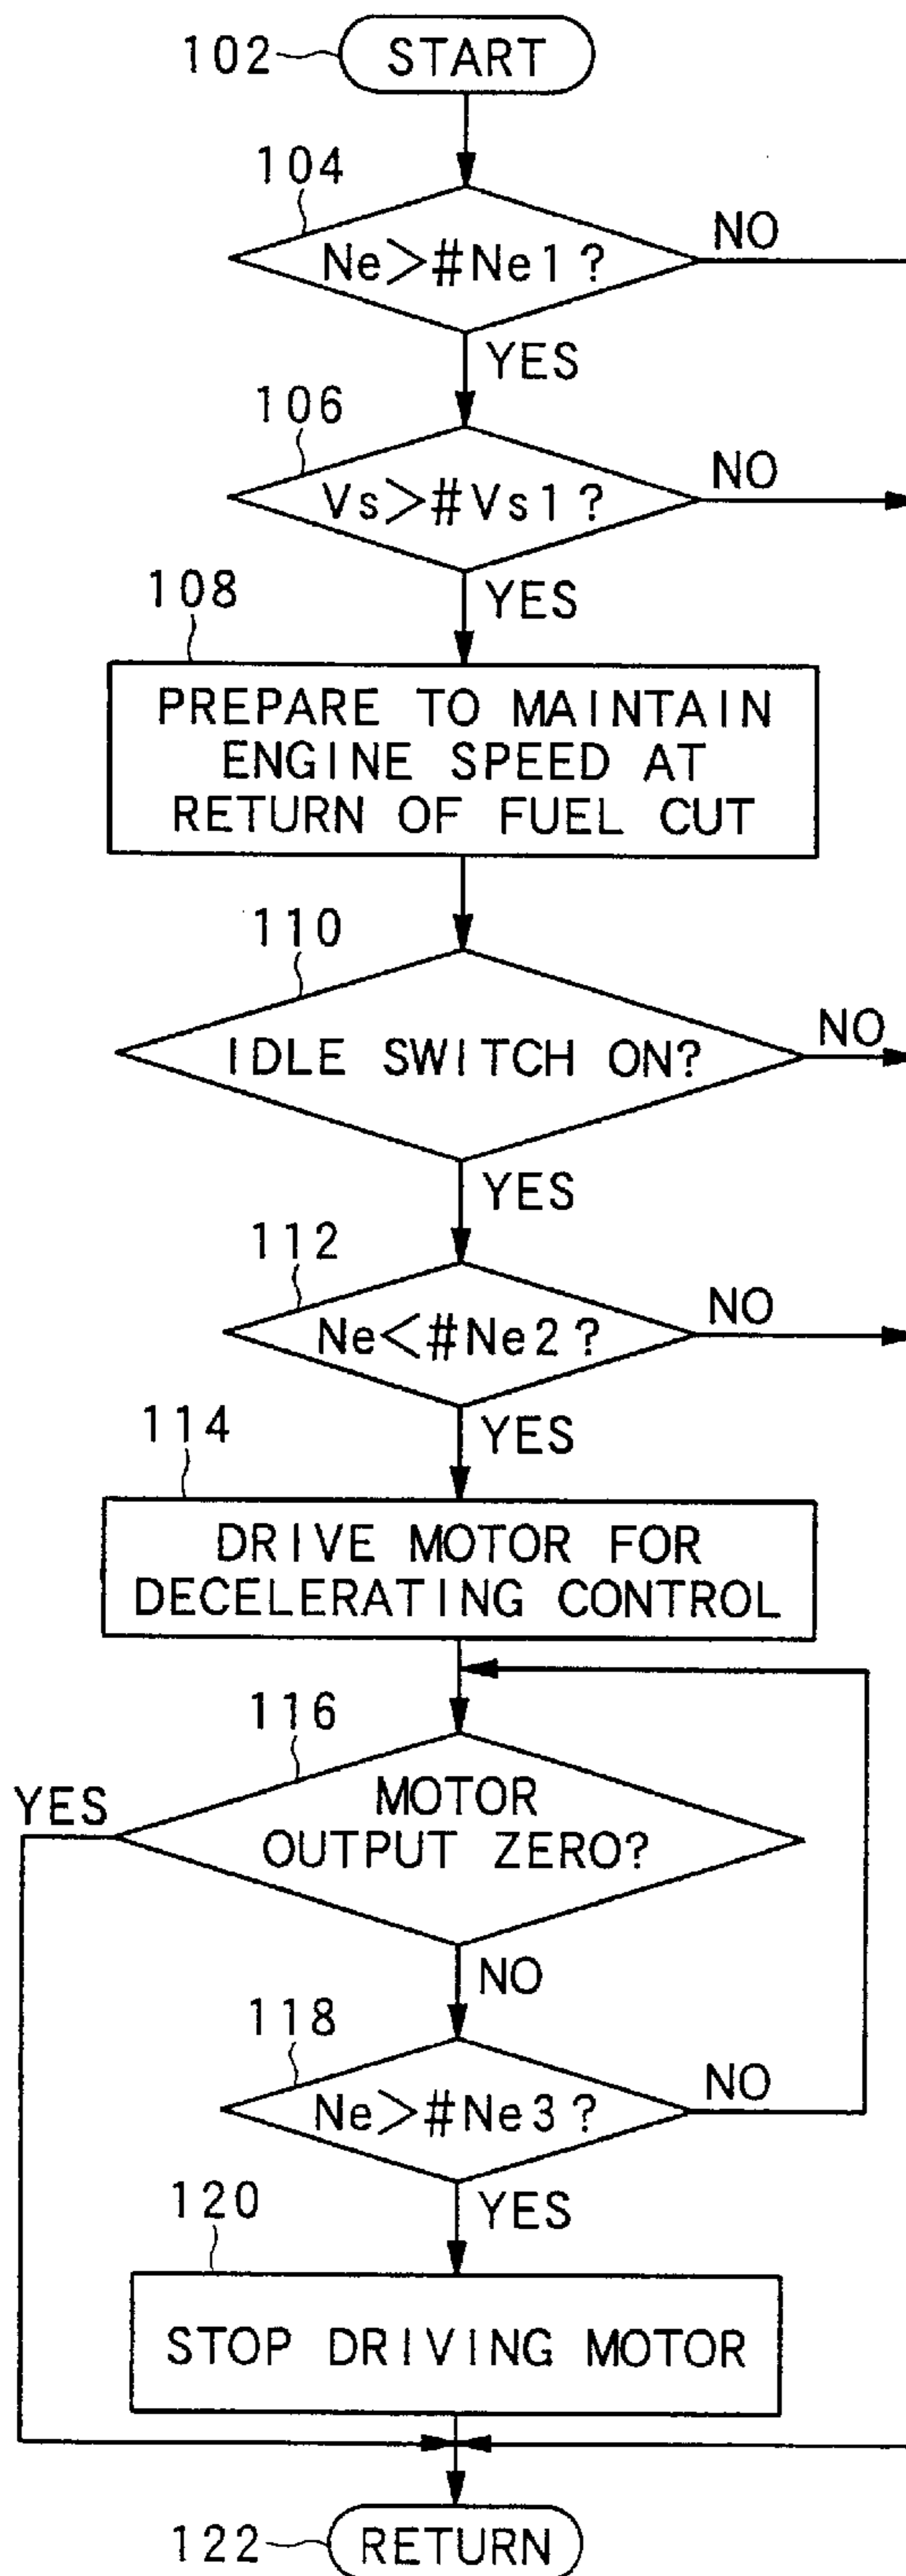 102
START
104
Ne>#Ne1?
NO
YES
106
Vs>#Vs1?
NO
YES
108
PREPARE TO MAINTAIN
ENGINE SPEED AT
RETURN OF FUEL CUT
110
IDLE SWITCH ON?
NO
YES
112
Ne<#Ne2?
NO
YES
114
DRIVE MOTOR FOR
DECELERATING CONTROL
116
YES
MOTOR
OUTPUT ZERO?
NO
118
Ne>#Ne3?
NO
YES
120
STOP DRIVING MOTOR
122
RETURN